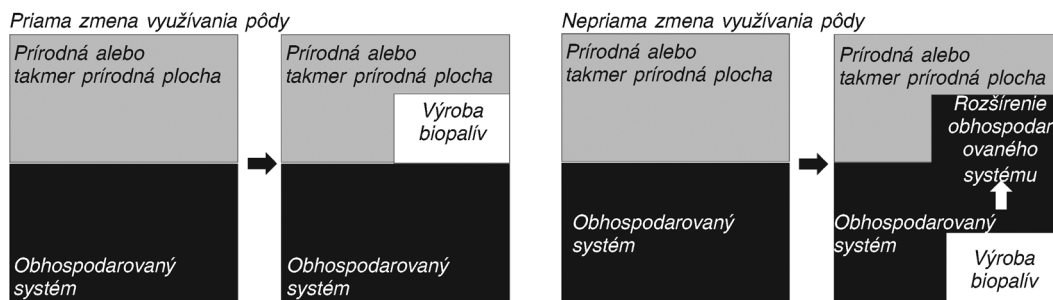 Priama zmena využívania pôdy
Prírodná alebo
takmer prírodná plocha
Obhospodarovaný
systém
Prírodná alebo
takmer prírodná plocha
Výroba
biopalív
Obhospodarovaný
systém
Nepriama zmena využívania pôdy
Prírodná alebo
takmer prírodná plocha
Obhospodarovaný
systém
Prírodná alebo
takmer prírodná plocha
Rozšírenie
obhospodar
ovaného
systému
Obhospodarovaný
systém
Výroba
biopalív